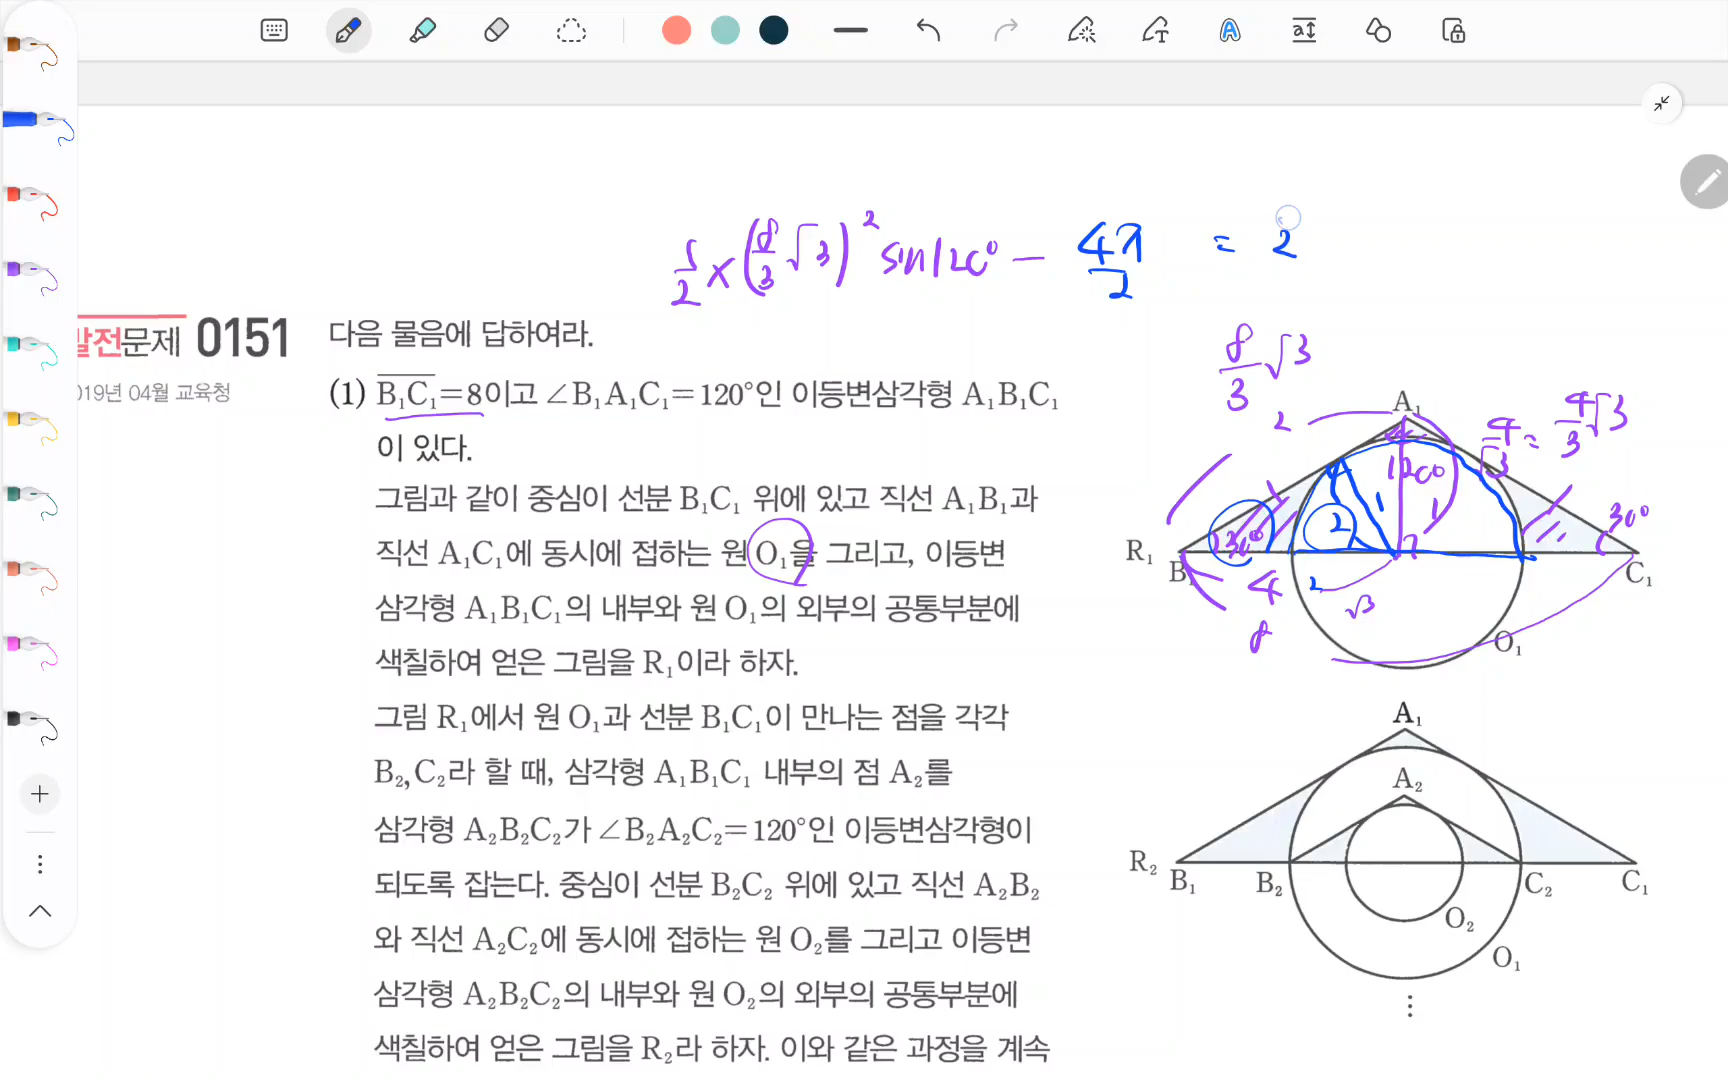 1/2 × (8/3 √3)² sin120° − 4π/2 = 2
발전문제 0151 다음 물음에 답하여라.
2019년 04월 교육청
(1) B₁C₁=8이고 ∠B₁A₁C₁=120°인 이등변삼각형 A₁B₁C₁
이 있다.
그림과 같이 중심이 선분 B₁C₁ 위에 있고 직선 A₁B₁과
직선 A₁C₁에 동시에 접하는 원 O₁을 그리고, 이등변
삼각형 A₁B₁C₁의 내부와 원 O₁의 외부의 공통부분에
색칠하여 얻은 그림을 R₁이라 하자.
그림 R₁에서 원 O₁과 선분 B₁C₁이 만나는 점을 각각
B₂,C₂라 할 때, 삼각형 A₁B₁C₁ 내부의 점 A₂를
삼각형 A₂B₂C₂가 ∠B₂A₂C₂=120°인 이등변삼각형이
되도록 잡는다. 중심이 선분 B₂C₂ 위에 있고 직선 A₂B₂
와 직선 A₂C₂에 동시에 접하는 원 O₂를 그리고 이등변
삼각형 A₂B₂C₂의 내부와 원 O₂의 외부의 공통부분에
색칠하여 얻은 그림을 R₂라 하자. 이와 같은 과정을 계속
8/3 √3
A₁
2
4/√3 = 4/3 √3
120°
1
1
2
30°
30°
R₁
B₁
C₁
4
2
√3
8
O₁
A₁
A₂
R₂
B₁
B₂
C₂
C₁
O₂
O₁
⋮